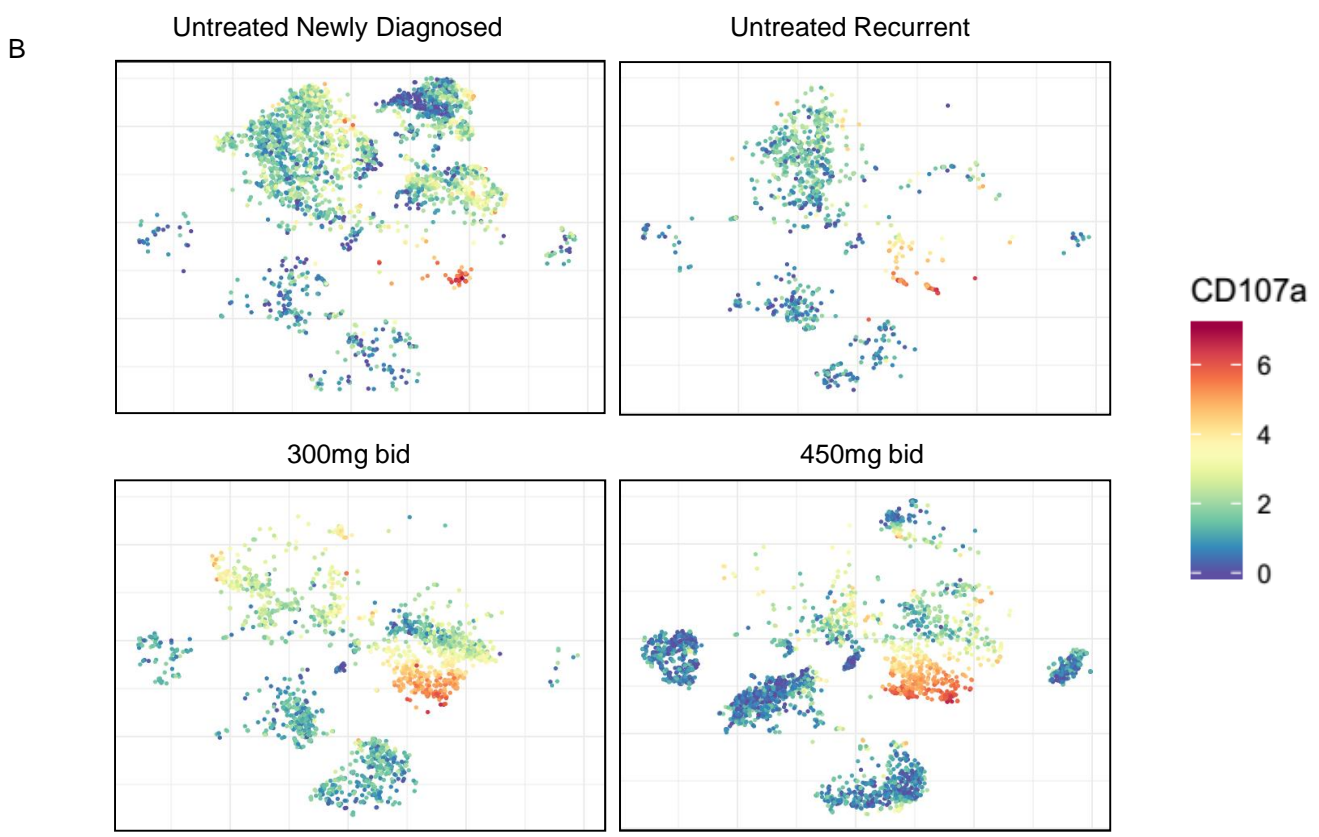 B
Untreated Newly Diagnosed
Untreated Recurrent
300mg bid
450mg bid
CD107a
6
4
2
0